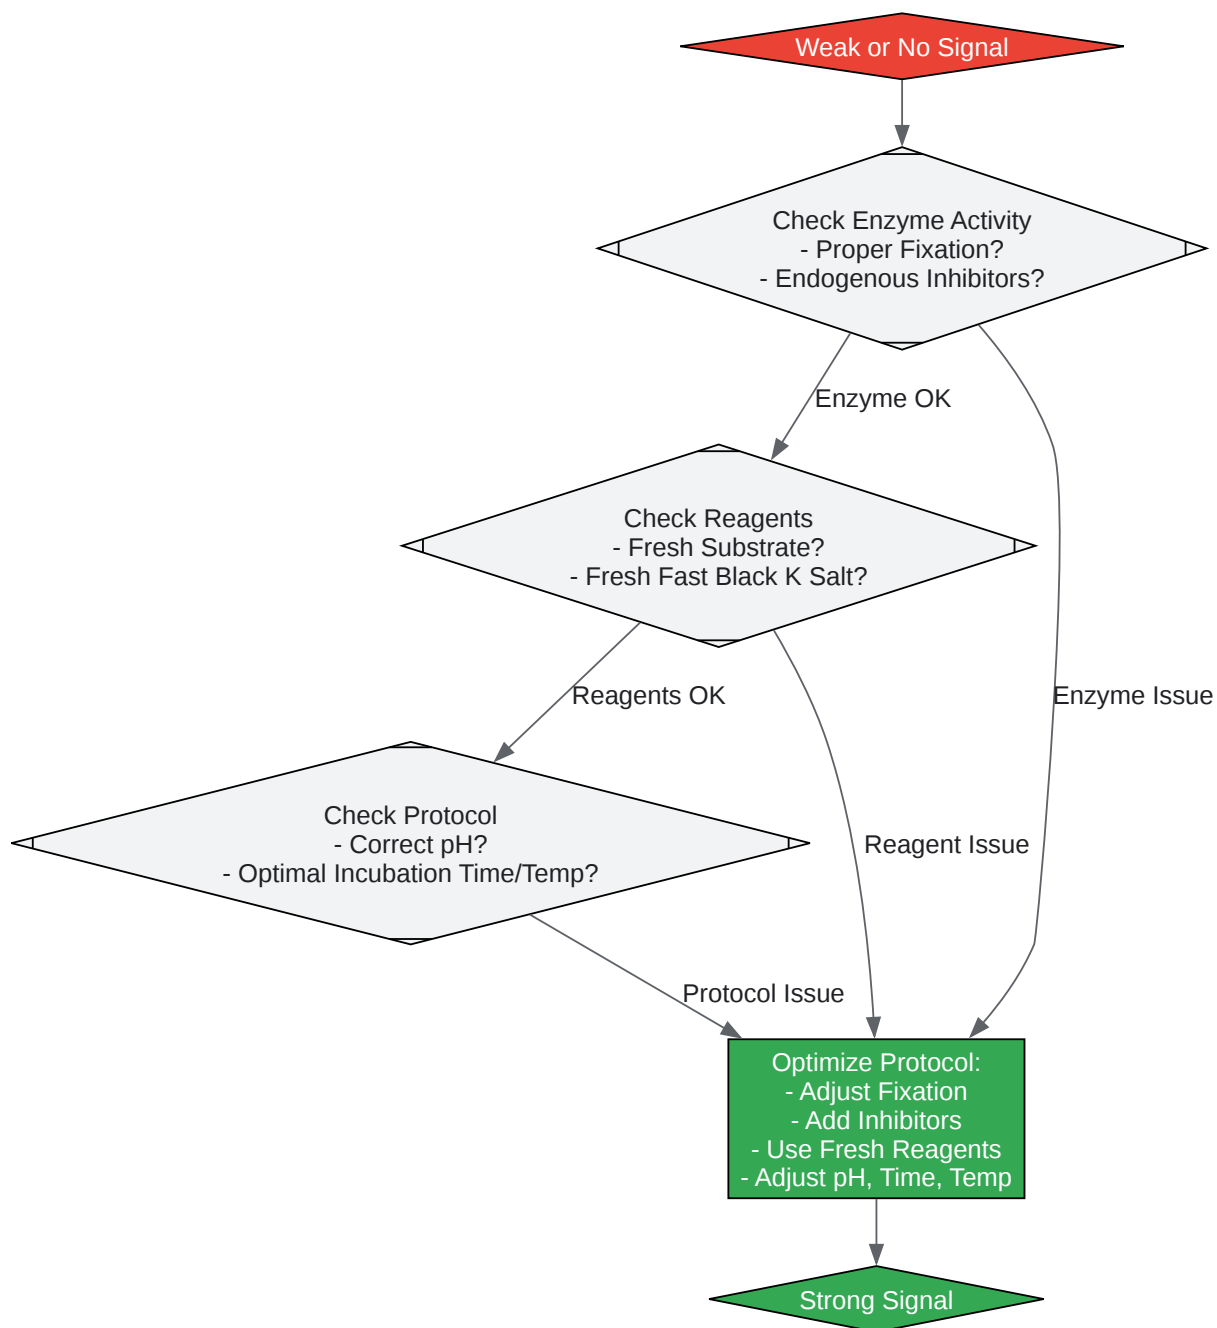 Weak or No Signal
Check Enzyme Activity
- Proper Fixation?
- Endogenous Inhibitors?
Enzyme OK
Check Reagents
- Fresh Substrate?
- Fresh Fast Black K Salt?
Reagents OK
Enzyme Issue
Check Protocol
- Correct pH?
- Optimal Incubation Time/Temp?
Reagent Issue
Protocol Issue
Optimize Protocol:
- Adjust Fixation
- Add Inhibitors
- Use Fresh Reagents
- Adjust pH, Time, Temp
Strong Signal